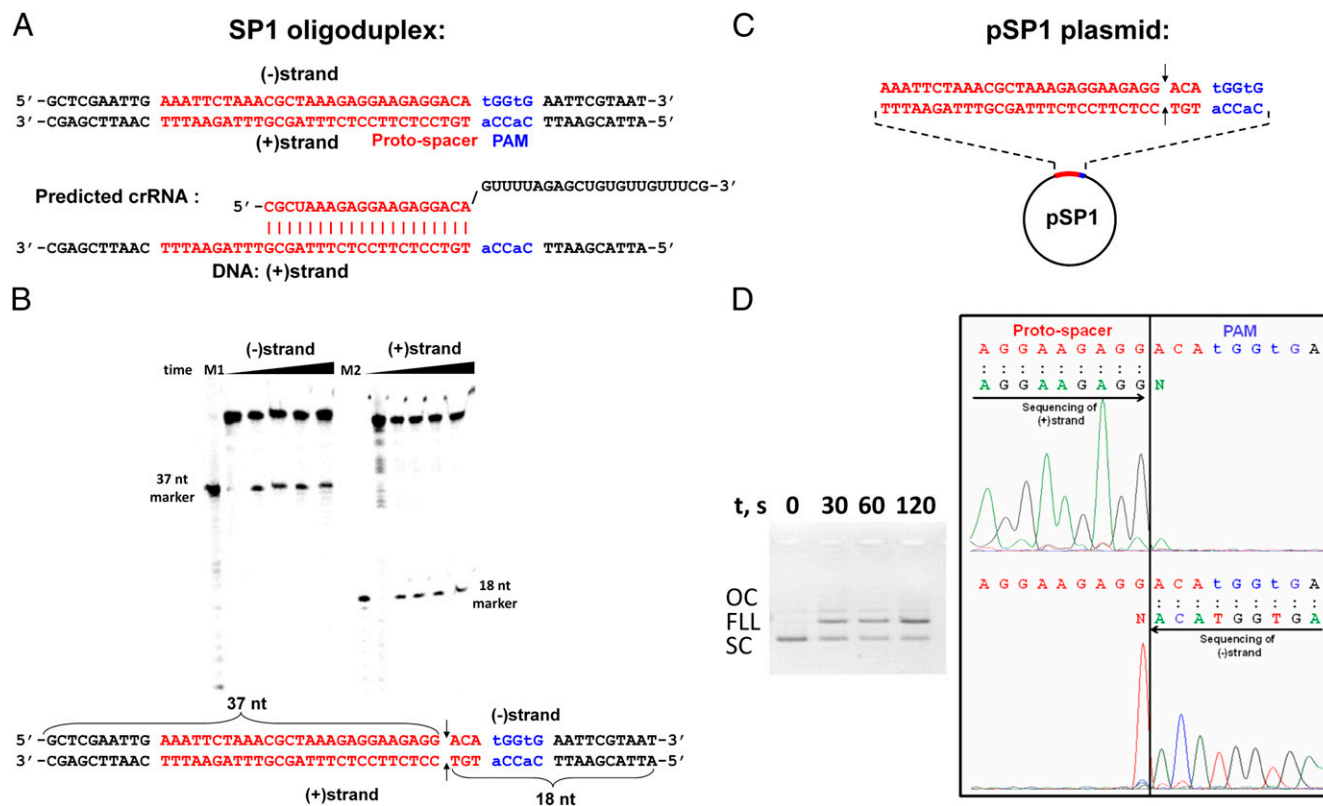 A
SP1 oligoduplex:
(-)strand
5′-GCTCGAATTG AAATTCTAAACGCTAAAGAGGAAGAGGACA tGGtG AATTCGTAAT-3′
3′-CGAGCTTAAC TTTAAGATTTGCGATTTCTCCTTCTCCTGT aCCaC TTAAGCATTA-5′
(+)strand Proto-spacer PAM
GUUUUAGAGCUGUGUUGUUUCG-3′
Predicted crRNA :
5′-CGCUAAAGAGGAAGAGGACA
3′-CGAGCTTAAC TTTAAGATTTGCGATTTCTCCTTCTCCTGT aCCaC TTAAGCATTA-5′
DNA: (+)strand
B
(-)strand (+)strand
time M1 M2
37 nt
marker
18 nt
marker
37 nt
(-)strand
5′-GCTCGAATTG AAATTCTAAACGCTAAAGAGGAAGAGG ACA tGGtG AATTCGTAAT-3′
3′-CGAGCTTAAC TTTAAGATTTGCGATTTCTCCTTCTCC TGT aCCaC TTAAGCATTA-5′
(+)strand
18 nt
C
pSP1 plasmid:
AAATTCTAAACGCTAAAGAGGAAGAGG ACA tGGtG
TTTAAGATTTGCGATTTCTCCTTCTCC TGT aCCaC
pSP1
D
t, s 0 30 60 120
OC
FLL
SC
Proto-spacer PAM
A G G A A G A G G A C A t G G t G A
: : : : : : : : :
A G G A A G A G G N
Sequencing of
(+)strand
A G G A A G A G G A C A t G G t G A
: : : : : : : : :
N A C A T G G T G A
Sequencing of
(-)strand